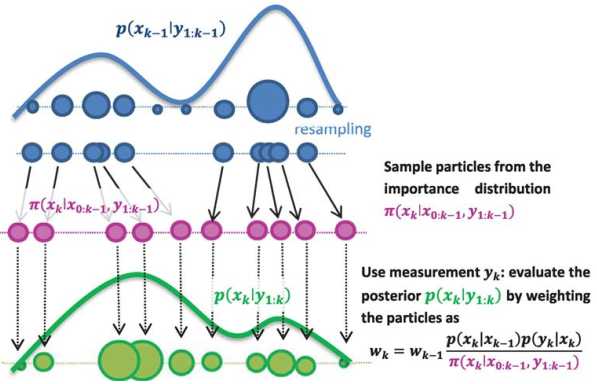 p(x_{k-1}|y_{1:k-1})
resampling
Sample particles from the
importance distribution
π(x_k|x_{0:k-1}, y_{1:k-1})
π(x_k|x_{0:k-1}, y_{1:k-1})
Use measurement y_k: evaluate the
posterior p(x_k|y_{1:k}) by weighting
the particles as
w_k = w_{k-1} \frac{p(x_k|x_{k-1})p(y_k|x_k)}{π(x_k|x_{0:k-1}, y_{1:k-1})}
p(x_k|y_{1:k})